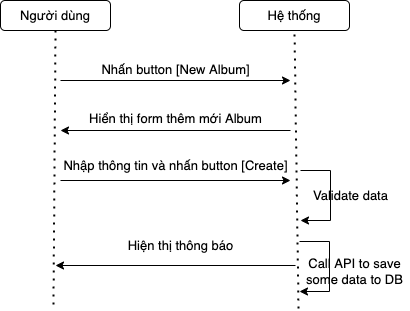 Người dùng
Hệ thống
Nhấn button [New Album]
Hiển thị form thêm mới Album
Nhập thông tin và nhấn button [Create]
Validate data
Hiện thị thông báo
Call API to save
some data to DB